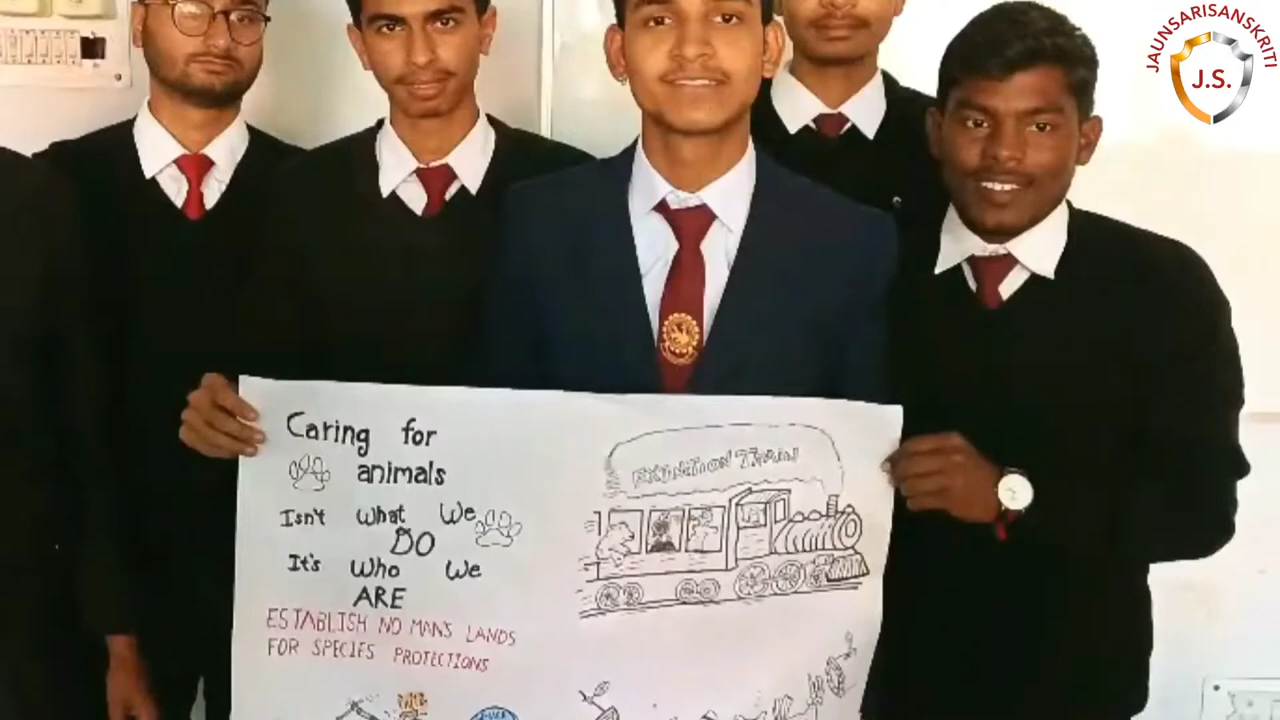 JAUNSARISANSKRITI
J.S.
Caring for
animals
Isn't what We
DO
It's Who We
ARE
ESTABLISH NO MAN'S LANDS
FOR SPECIES PROTECTIONS
EXTINCTION TRAIN